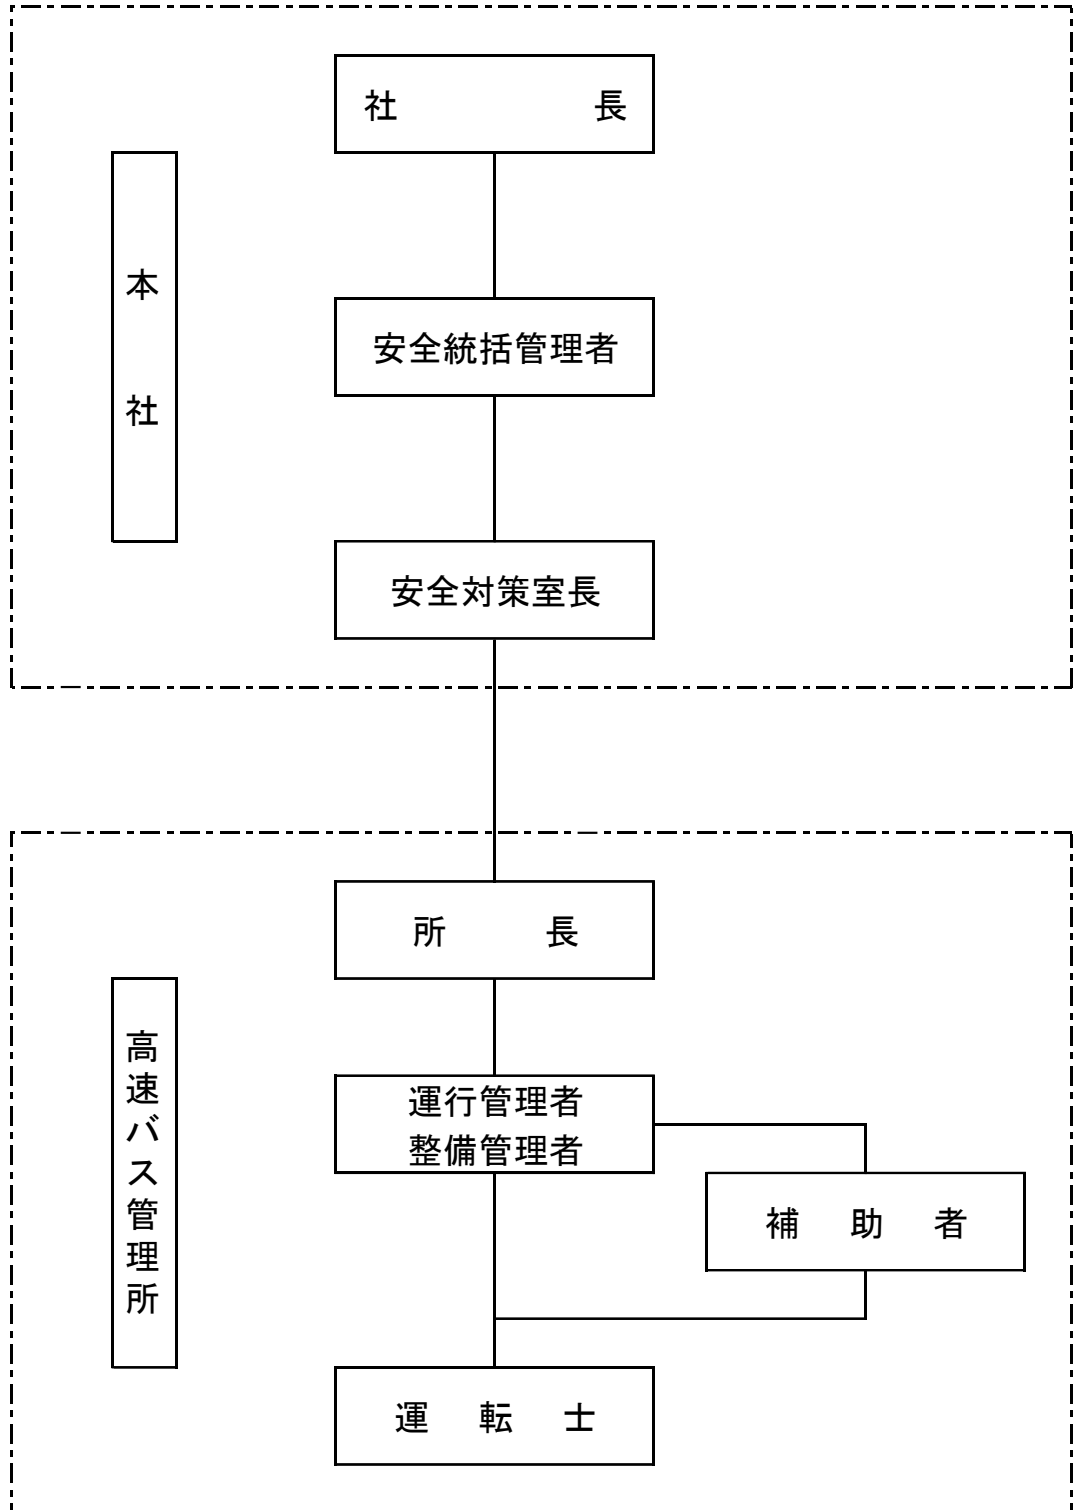 社長
本社
安全統括管理者
安全対策室長
所長
高速バス管理所
運行管理者
整備管理者
補助者
運転士